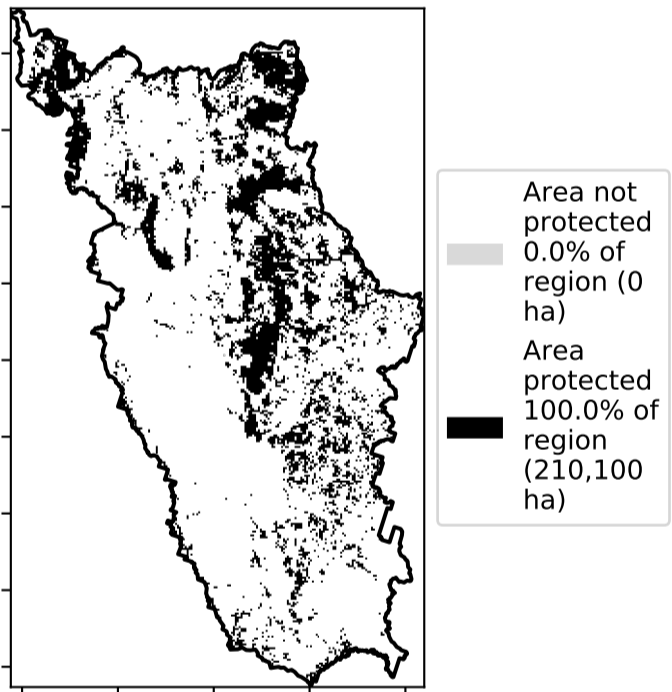 Area not
protected
0.0% of
region (0
ha)
Area
protected
100.0% of
region
(210,100
ha)